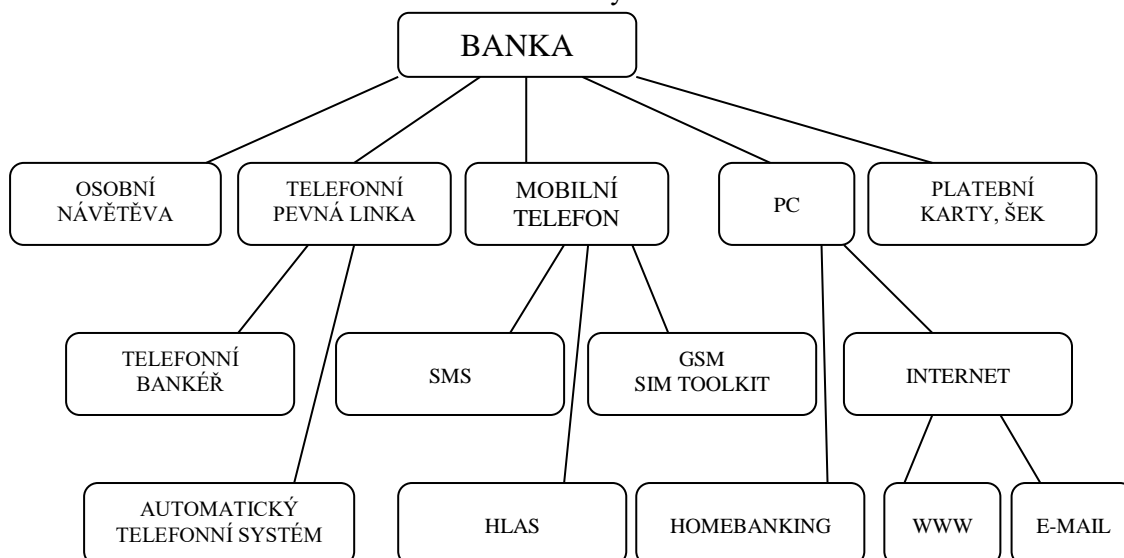 BANKA
OSOBNÍ
NÁVĚTĚVA
TELEFONNÍ
PEVNÁ LINKA
MOBILNÍ
TELEFON
PC
PLATEBNÍ
KARTY, ŠEK
TELEFONNÍ
BANKÉŘ
SMS
GSM
SIM TOOLKIT
INTERNET
AUTOMATICKÝ
TELEFONNÍ SYSTÉM
HLAS
HOMEBANKING
WWW
E-MAIL